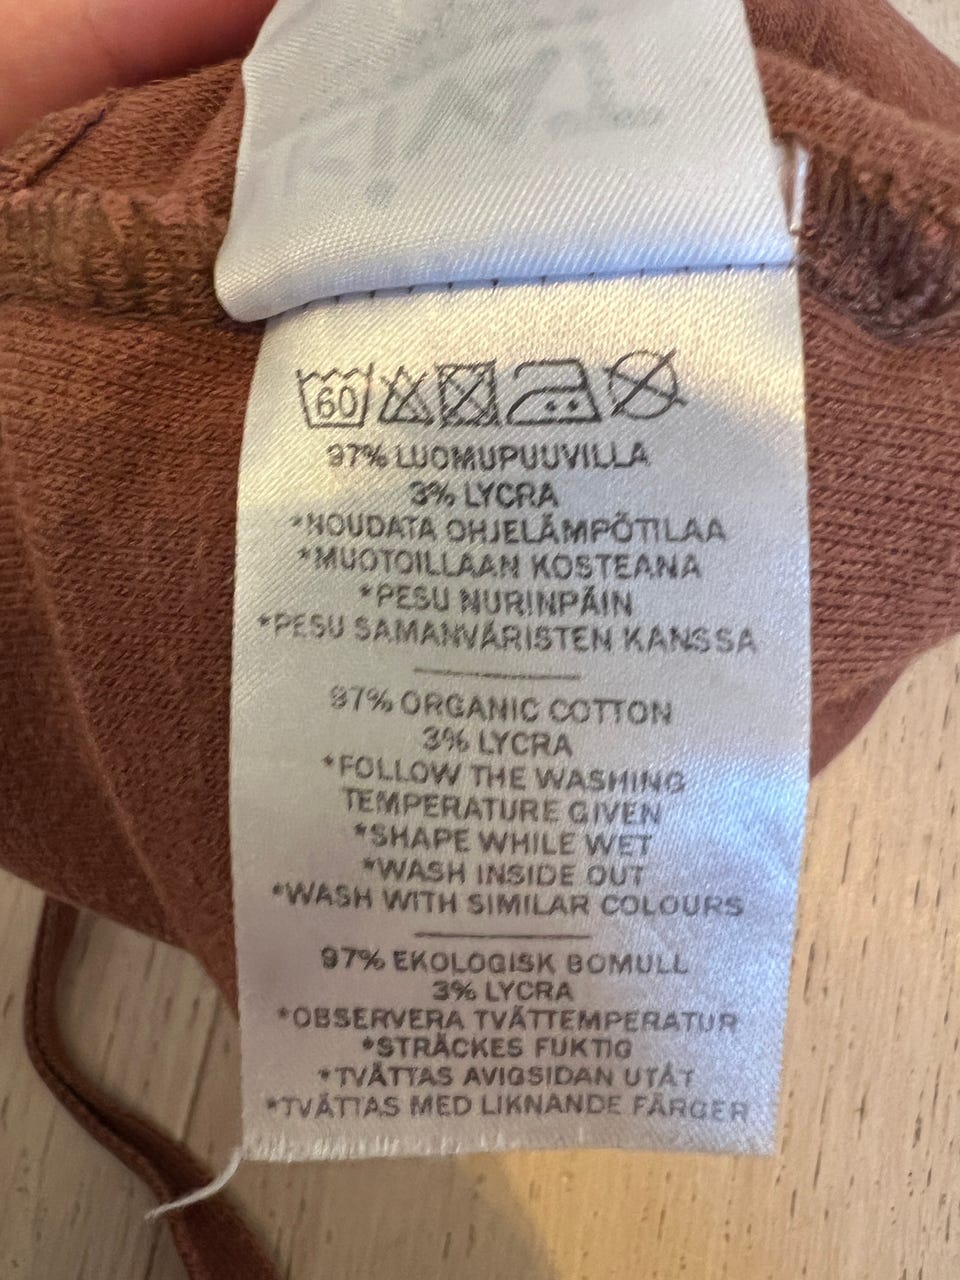 60
97% LUOMUPUUVILLA
3% LYCRA
*NOUDATA OHJELÄMPÖTILAA
*MUOTOILLAAN KOSTEANA
*PESU NURINPÄIN
*PESU SAMANVÄRISTEN KANSSA
97% ORGANIC COTTON
3% LYCRA
*FOLLOW THE WASHING
TEMPERATURE GIVEN
*SHAPE WHILE WET
*WASH INSIDE OUT
*WASH WITH SIMILAR COLOURS
97% EKOLOGISK BOMULL
3% LYCRA
*OBSERVERA TVÄTTEMPERATUR
*STRÄCKES FUKTIG
*TVÄTTAS AVIGSIDAN UTÅT
*TVÄTTAS MED LIKNANDE FÄRGER